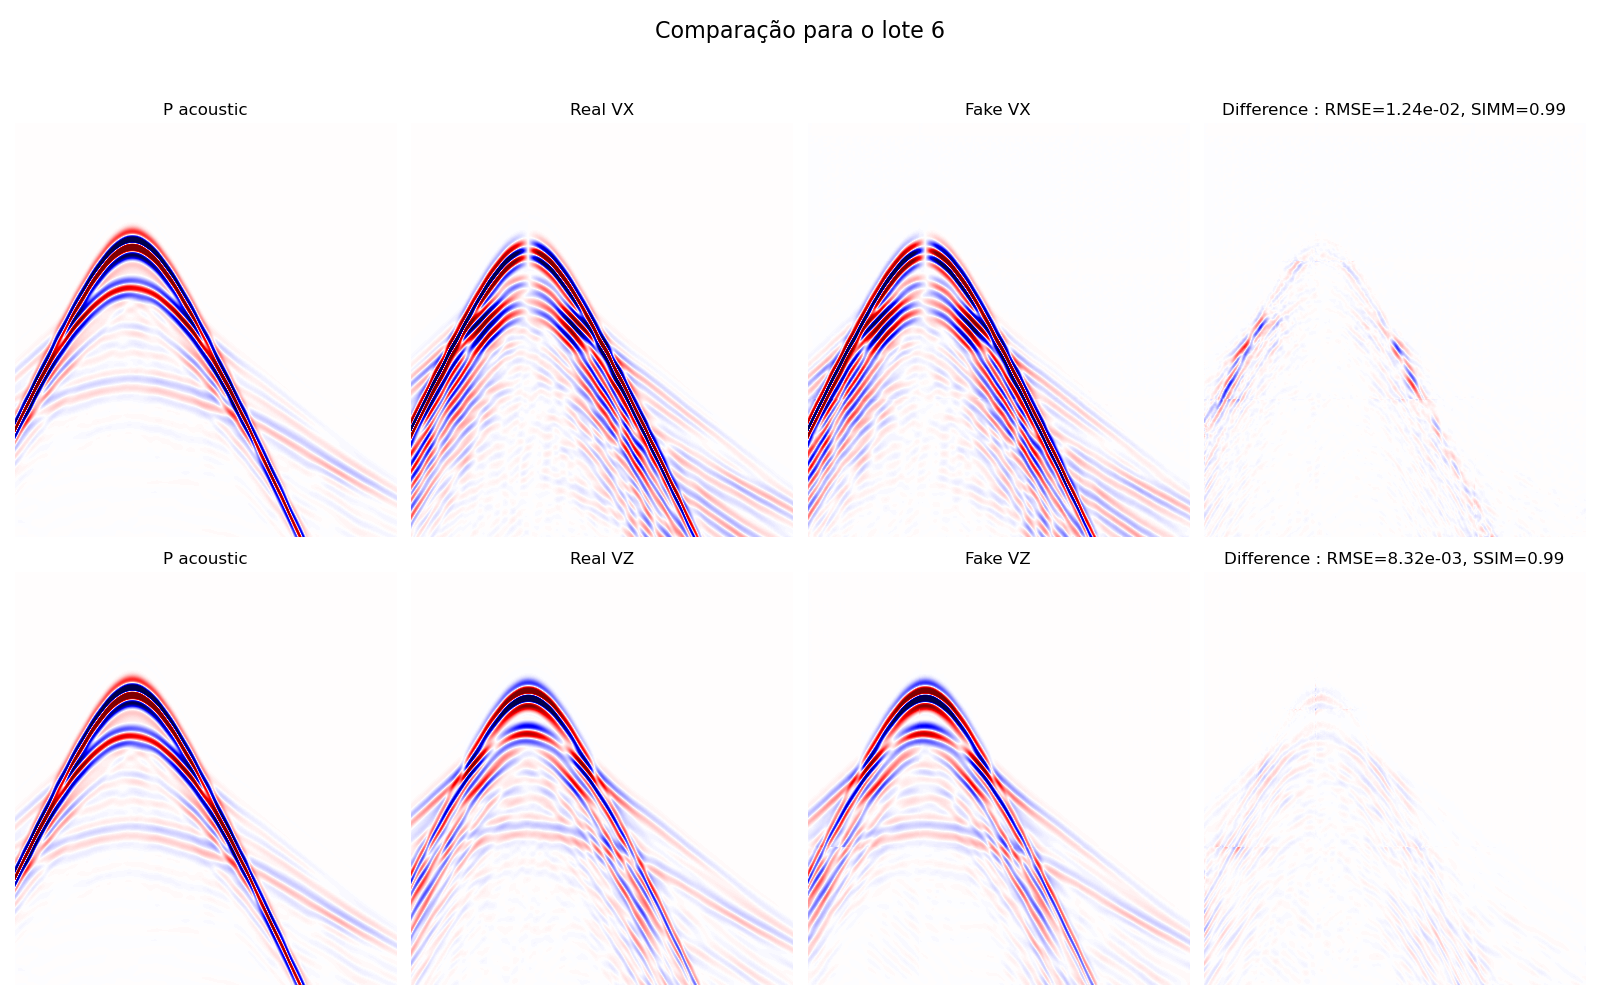 Comparação para o lote 6
P acoustic
Real VX
Fake VX
Difference : RMSE=1.24e-02, SIMM=0.99
P acoustic
Real VZ
Fake VZ
Difference : RMSE=8.32e-03, SSIM=0.99